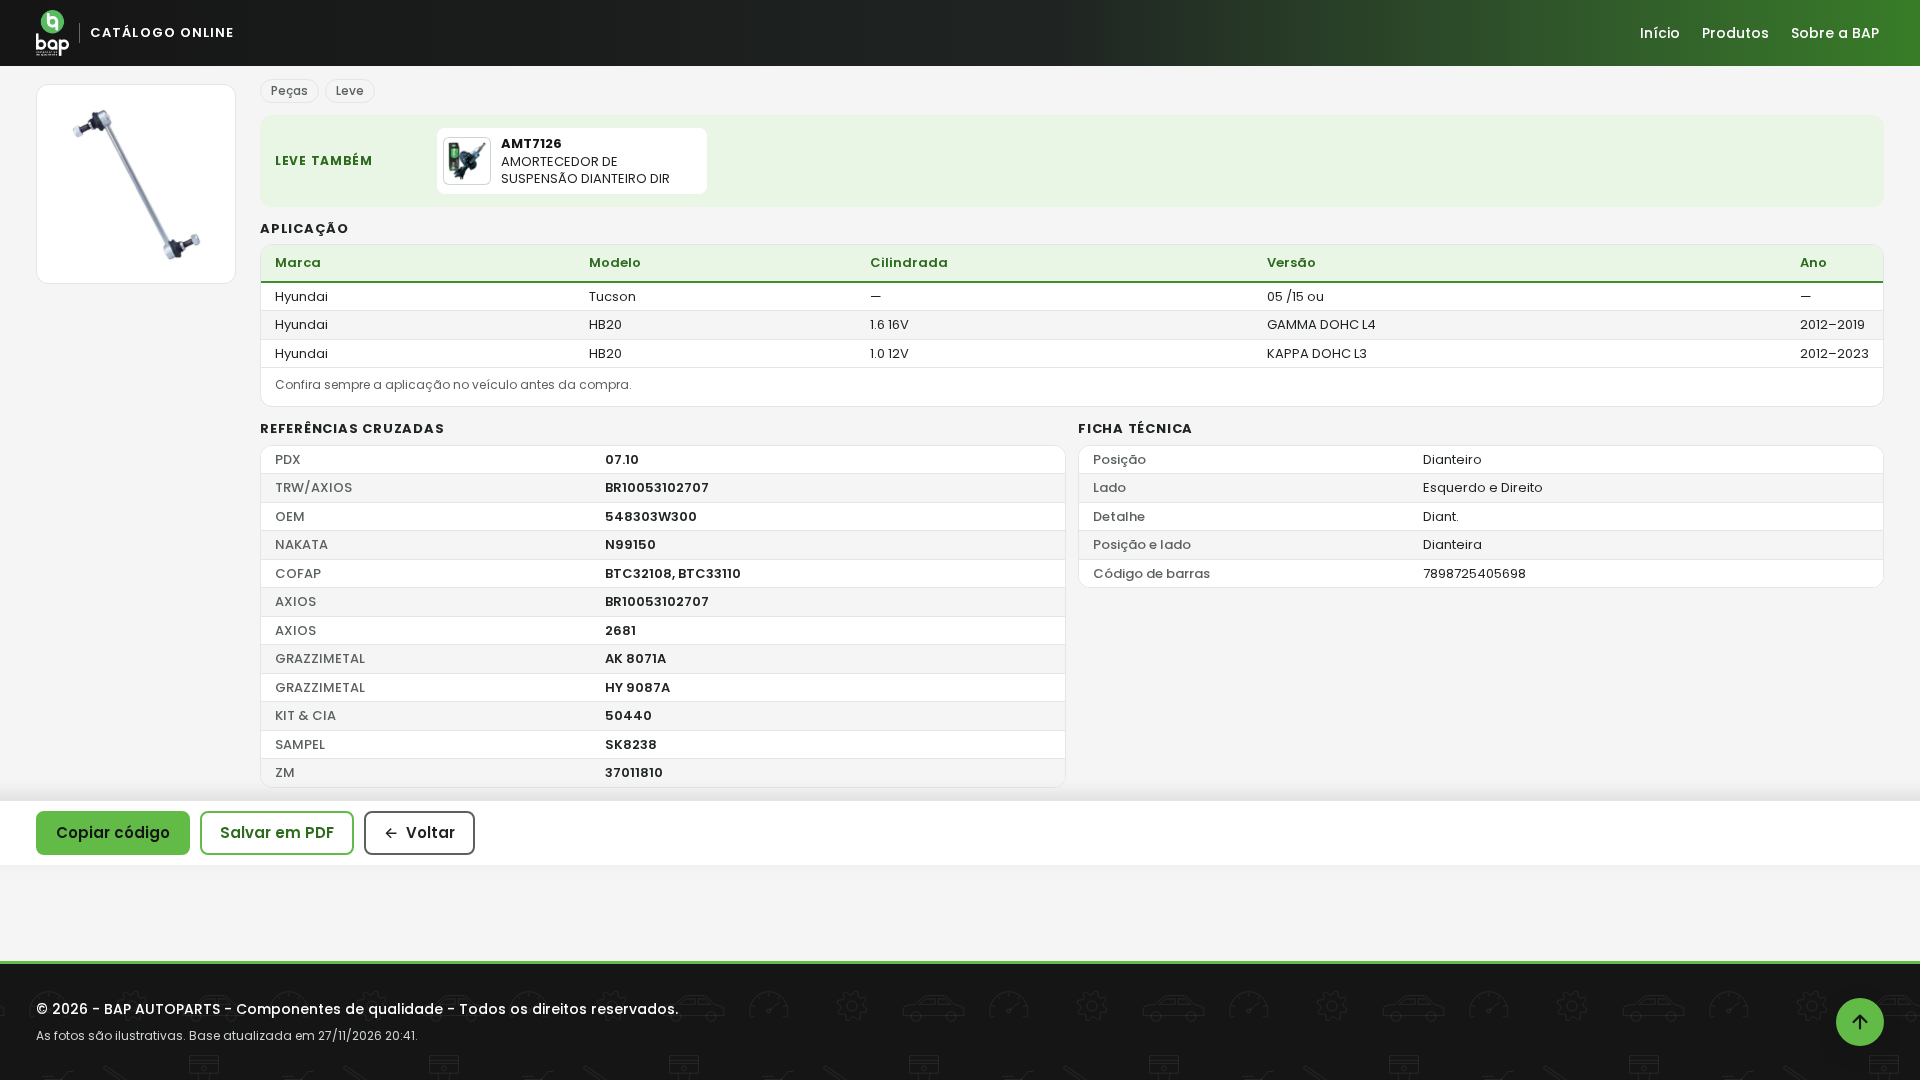 bap
CATÁLOGO ONLINE
Início
Produtos
Sobre a BAP
Peças
Leve
LEVE TAMBÉM
AMT7126
AMORTECEDOR DE
SUSPENSÃO DIANTEIRO DIR
APLICAÇÃO
Marca Modelo Cilindrada Versão Ano
Hyundai Tucson — 05 /15 ou —
Hyundai HB20 1.6 16V GAMMA DOHC L4 2012–2019
Hyundai HB20 1.0 12V KAPPA DOHC L3 2012–2023
Confira sempre a aplicação no veículo antes da compra.
REFERÊNCIAS CRUZADAS
PDX 07.10
TRW/AXIOS BR10053102707
OEM 548303W300
NAKATA N99150
COFAP BTC32108, BTC33110
AXIOS BR10053102707
AXIOS 2681
GRAZZIMETAL AK 8071A
GRAZZIMETAL HY 9087A
KIT & CIA 50440
SAMPEL SK8238
ZM 37011810
FICHA TÉCNICA
Posição Dianteiro
Lado Esquerdo e Direito
Detalhe Diant.
Posição e lado Dianteira
Código de barras 7898725405698
Copiar código
Salvar em PDF
← Voltar
© 2026 - BAP AUTOPARTS - Componentes de qualidade - Todos os direitos reservados.
As fotos são ilustrativas. Base atualizada em 27/11/2026 20:41.